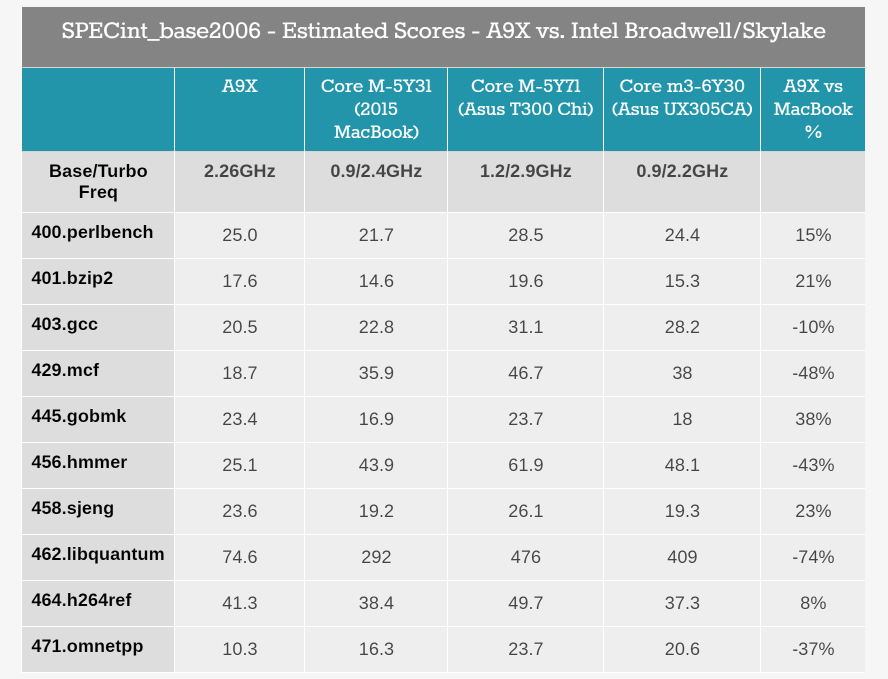 SPECint_base2006 - Estimated Scores - A9X vs. Intel Broadwell/Skylake
A9X Core M-5Y31 (2015 MacBook) Core M-5Y71 (Asus T300 Chi) Core m3-6Y30 (Asus UX305CA) A9X vs MacBook %
Base/Turbo Freq 2.26GHz 0.9/2.4GHz 1.2/2.9GHz 0.9/2.2GHz
400.perlbench 25.0 21.7 28.5 24.4 15%
401.bzip2 17.6 14.6 19.6 15.3 21%
403.gcc 20.5 22.8 31.1 28.2 -10%
429.mcf 18.7 35.9 46.7 38 -48%
445.gobmk 23.4 16.9 23.7 18 38%
456.hmmer 25.1 43.9 61.9 48.1 -43%
458.sjeng 23.6 19.2 26.1 19.3 23%
462.libquantum 74.6 292 476 409 -74%
464.h264ref 41.3 38.4 49.7 37.3 8%
471.omnetpp 10.3 16.3 23.7 20.6 -37%